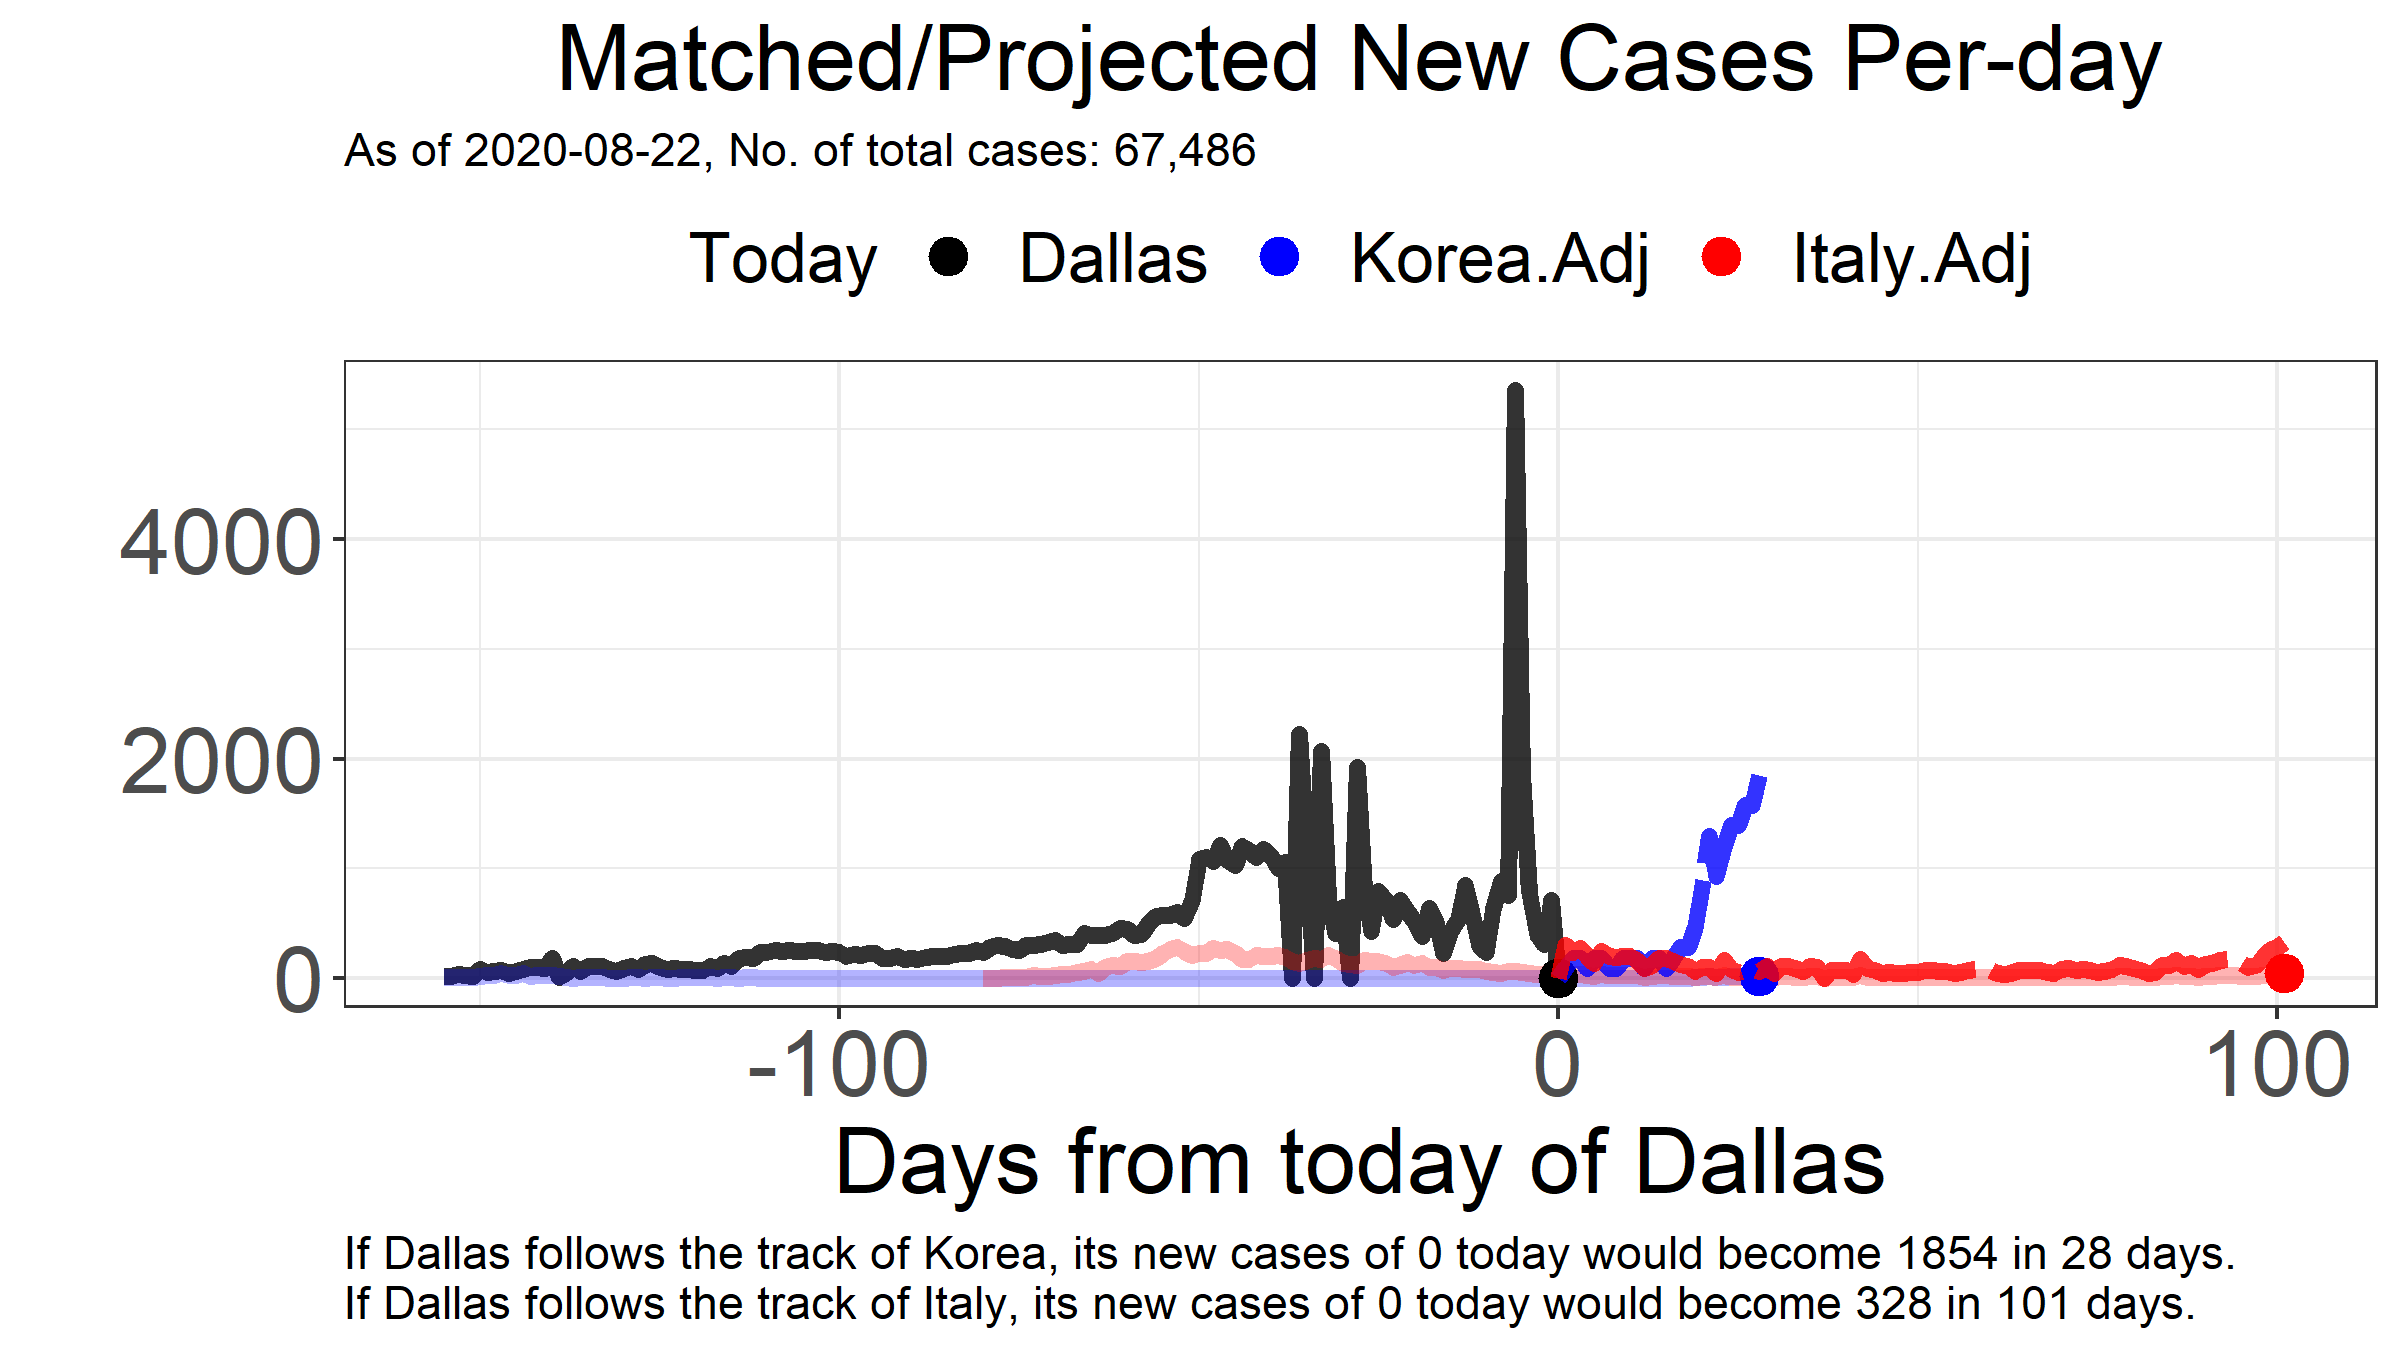 Matched/Projected New Cases Per-day
As of 2020-08-22, No. of total cases: 67,486
Today Dallas Korea.Adj Italy.Adj
4000
2000
0
-100 0 100
Days from today of Dallas
If Dallas follows the track of Korea, its new cases of 0 today would become 1854 in 28 days.
If Dallas follows the track of Italy, its new cases of 0 today would become 328 in 101 days.